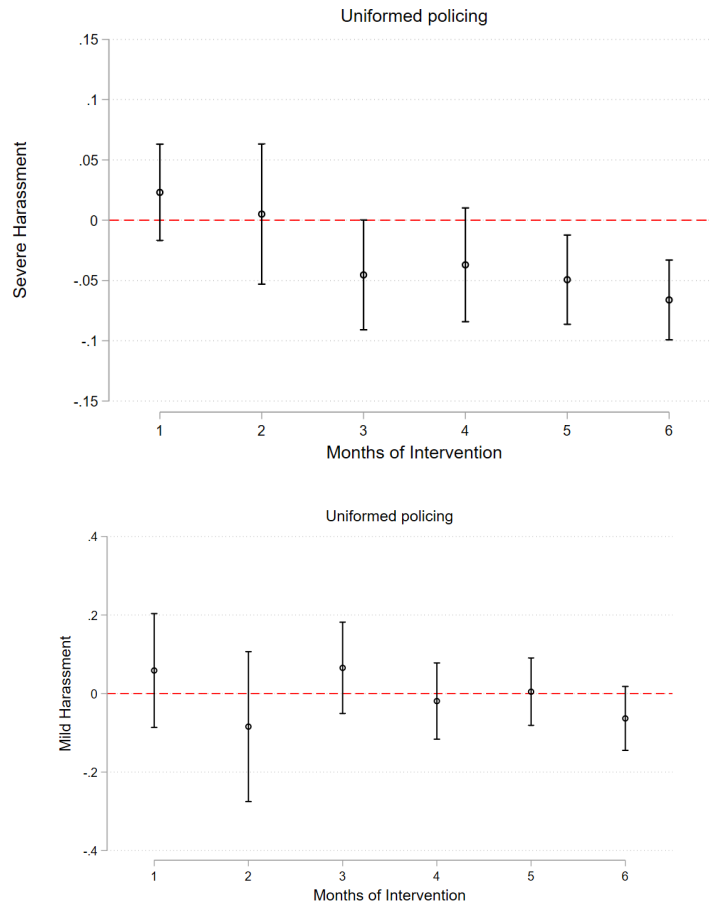 Uniformed policing
.15
.1
.05
0
-.05
-.1
-.15
Severe Harassment
1 2 3 4 5 6
Months of Intervention
Uniformed policing
.4
.2
0
-.2
-.4
Mild Harassment
1 2 3 4 5 6
Months of Intervention